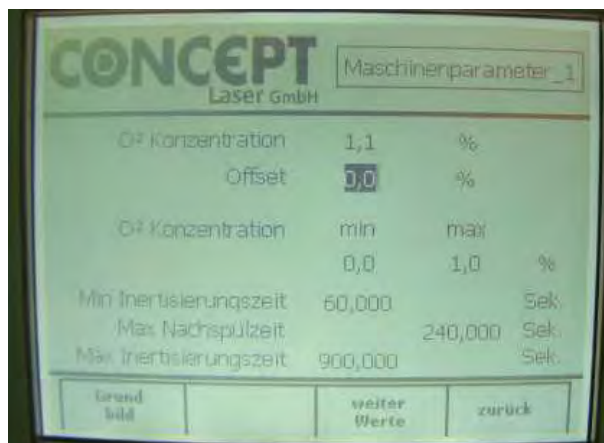 CONCEPT
Laser GmbH
Maschinenparameter_1
O² Konzentration 1,1 %
Offset 0,0 %
O² Konzentration min max
0,0 1,0 %
Min Inertisierungszeit 60,000 Sek.
Max Nachspülzeit 240,000 Sek.
Max Inertisierungszeit 900,000 Sek.
Grund
bild
weiter
Werte
zurück